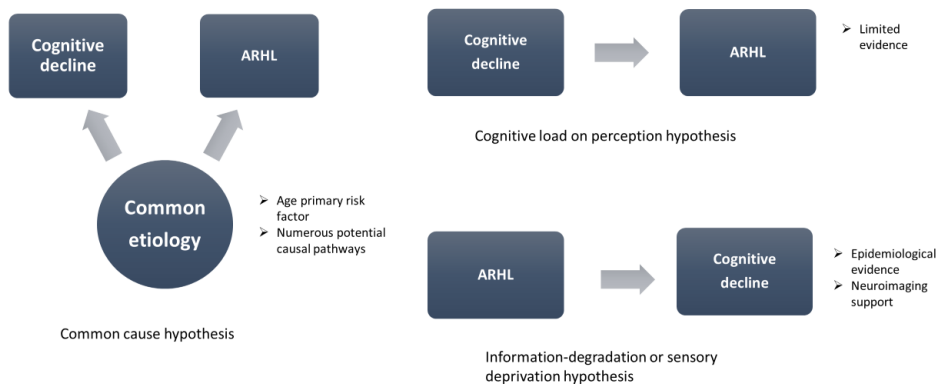 Cognitive
decline
ARHL
Common
etiology
➢ Age primary risk
factor
➢ Numerous potential
causal pathways
Common cause hypothesis
Cognitive
decline
ARHL
➢ Limited
evidence
Cognitive load on perception hypothesis
ARHL
Cognitive
decline
➢ Epidemiological
evidence
➢ Neuroimaging
support
Information-degradation or sensory
deprivation hypothesis